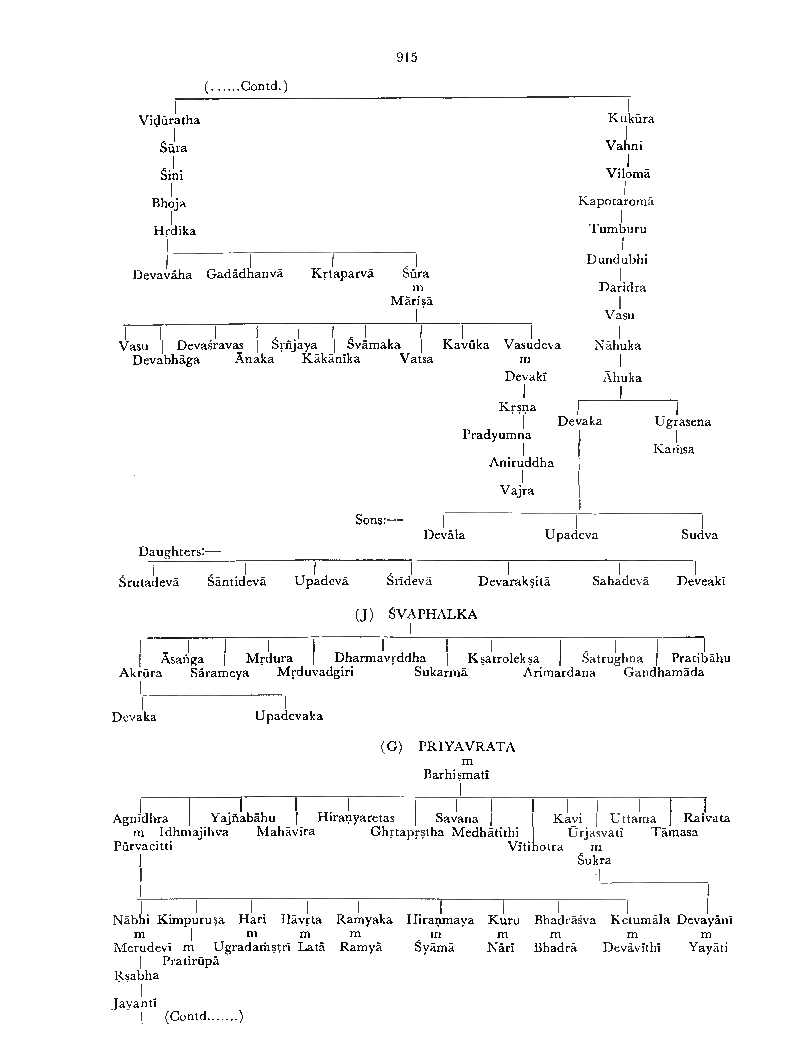 915
(......Contd.)
Viḍūratha Kukūra
Śūra Vahni
Śini Vilomā
Bhoja Kapotaromā
Hṛdika Tumburu
Dundubhi
Devavāha Gadādhanvā Kṛtaparvā Śūra
m Daridra
Māriṣā
Vasu
Vasu Devaśravas Śṛñjaya Śvāmaka Kavūka Vasudeva Nāhuka
Devabhāga Ānaka Kākānīka Vatsa m
Devakī Āhuka
Kṛṣṇa
Devaka Ugrasena
Pradyumna
Kaṁsa
Aniruddha
Vajra
Sons:—
Devāla Upadeva Sudva
Daughters:—
Śrutadevā Śāntidevā Upadevā Śrīdevā Devarakṣitā Sahadevā Deveakī
(J) ŚVAPHALKA
Āsaṅga Mṛdura Dharmavṛddha Kṣatrolekṣa Śatrughna Pratibāhu
Akrūra Sārameya Mṛduvadgiri Sukarmā Arimardana Gandhamāda
Devaka Upadevaka
(G) PRIYAVRATA
m
Barhiṣmatī
Agnidhra Yajñabāhu Hiraṇyaretas Savana Kavi Uttama Raivata
m Idhmajihva Mahāvīra Ghṛtapṛṣtha Medhātithi Ūrjasvatī Tāmasa
Pūrvacitti Vītihotra m
Śukra
Nābhi Kimpuruṣa Hari Ilāvṛta Ramyaka Hiraṇmaya Kuru Bhadrāśva Ketumāla Devayānī
m m m m m m m m m
Merudevī m Ugradaṁṣṭrī Latā Ramyā Śyāmā Nārī Bhadrā Devāvīthī Yayāti
Pratirūpā
Ṛṣabha
Jayantī
(Contd.......)